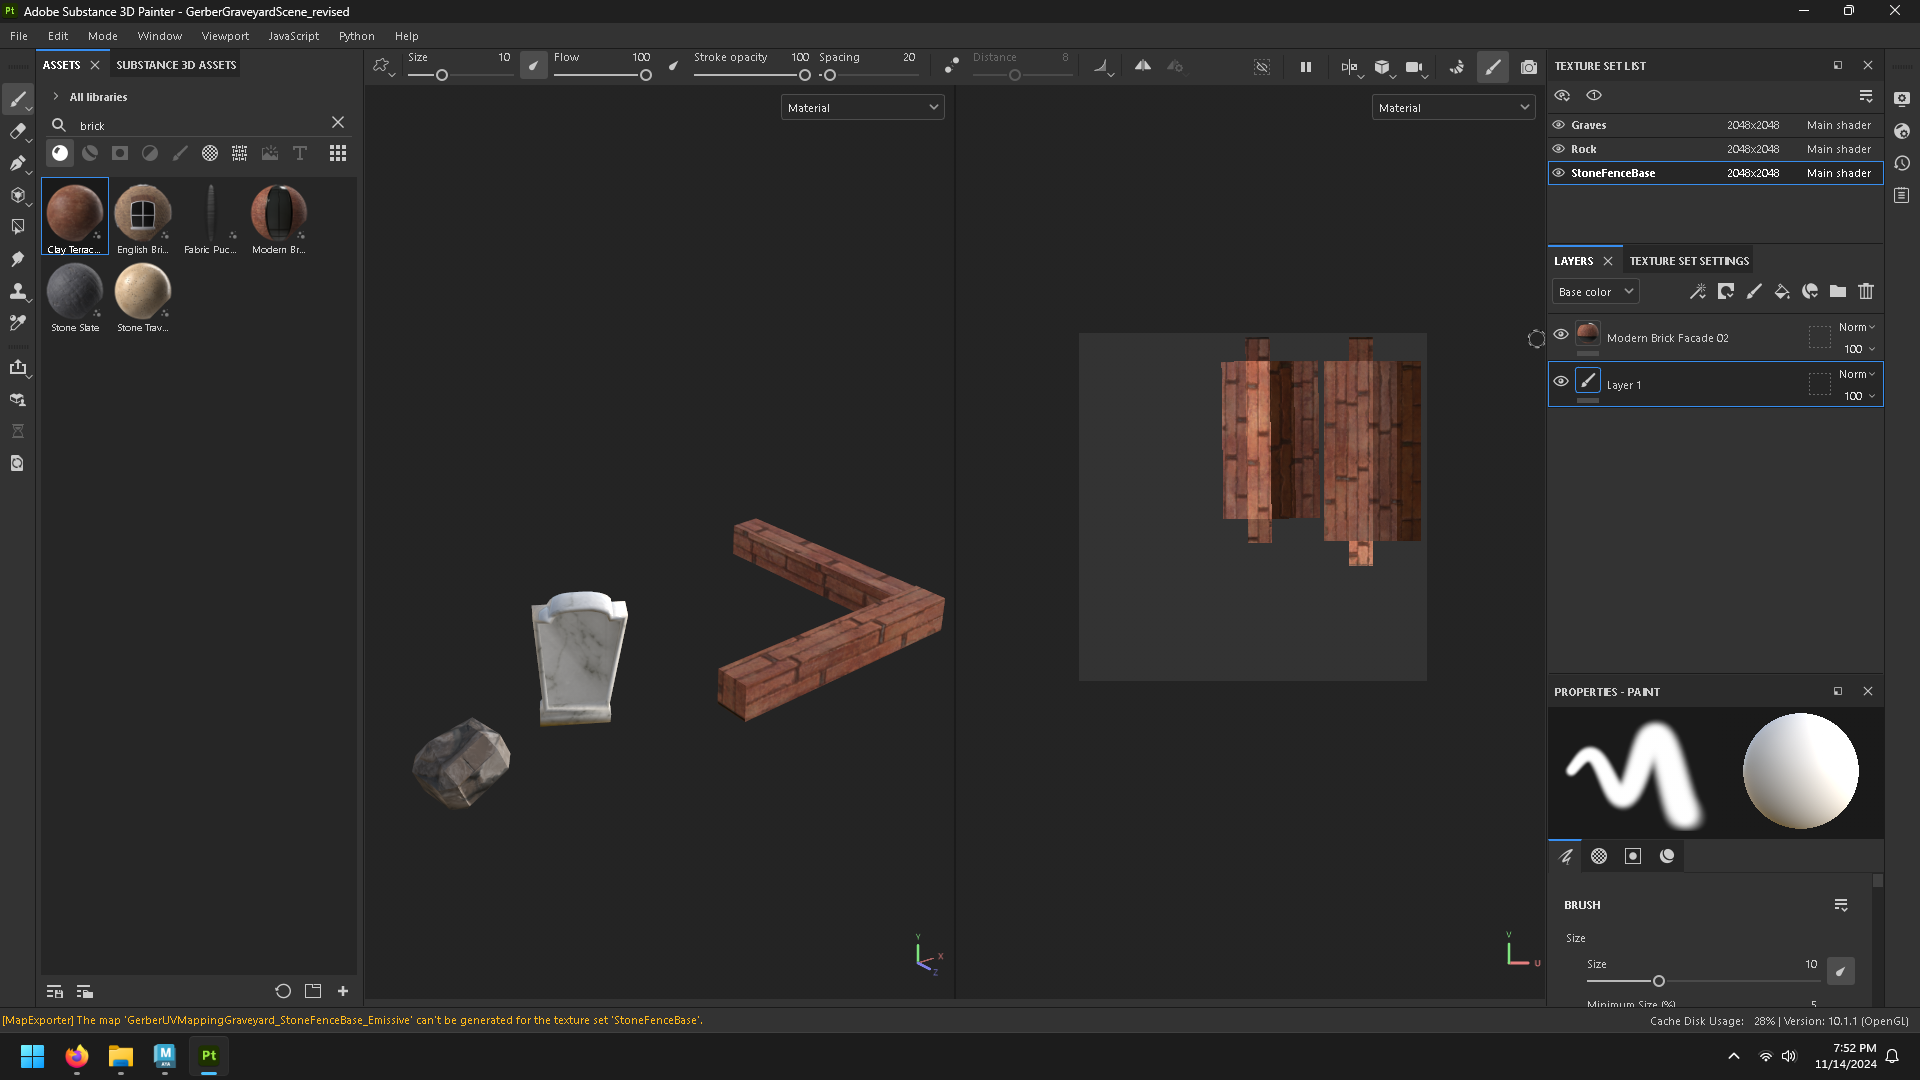 Pt Adobe Substance 3D Painter - GerberGraveyardScene_revised
File Edit Mode Window Viewport JavaScript Python Help
ASSETS SUBSTANCE 3D ASSETS
Size 10 Flow 100 Stroke opacity 100 Spacing 20 Distance 8
All libraries
brick
Clay Terrac... English Bri... Fabric Puc... Modern Br...
Stone Slate Stone Trav...
Material
Material
Y
X
Z
V
U
TEXTURE SET LIST
1
Graves 2048x2048 Main shader
Rock 2048x2048 Main shader
StoneFenceBase 2048x2048 Main shader
LAYERS TEXTURE SET SETTINGS
Base color
Modern Brick Facade 02 Norm 100
Layer 1 Norm 100
PROPERTIES - PAINT
BRUSH
Size
Size 10
Minimum Size (%) 5
[MapExporter] The map 'GerberUVMappingGraveyard_StoneFenceBase_Emissive' can't be generated for the texture set 'StoneFenceBase'.
Cache Disk Usage: 28% | Version: 10.1.1 (OpenGL)
M
Pt
7:52 PM
11/14/2024